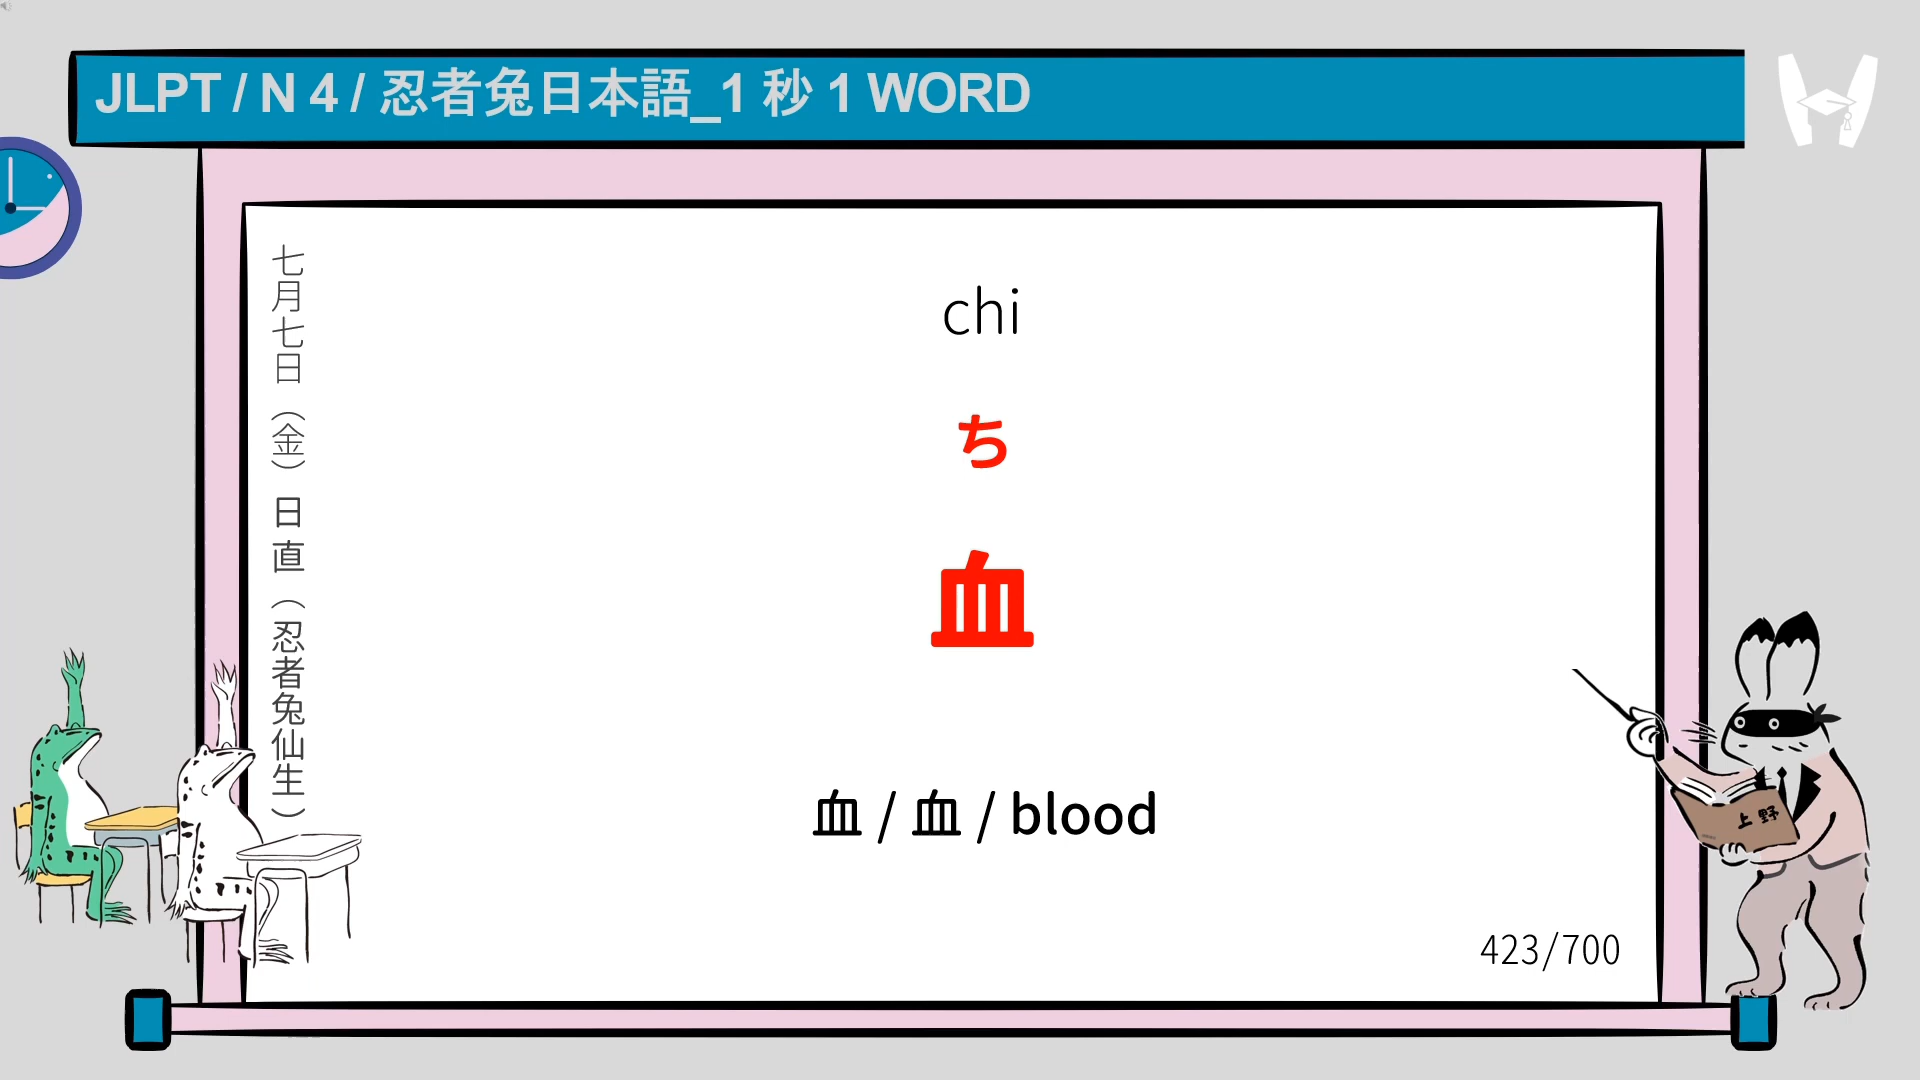 JLPT / N 4 / 忍者兔日本語_1 秒 1 WORD
七月七日（金）日直（忍者兔仙生）
chi
ち
血
血 / 血 / blood
上野
423/700